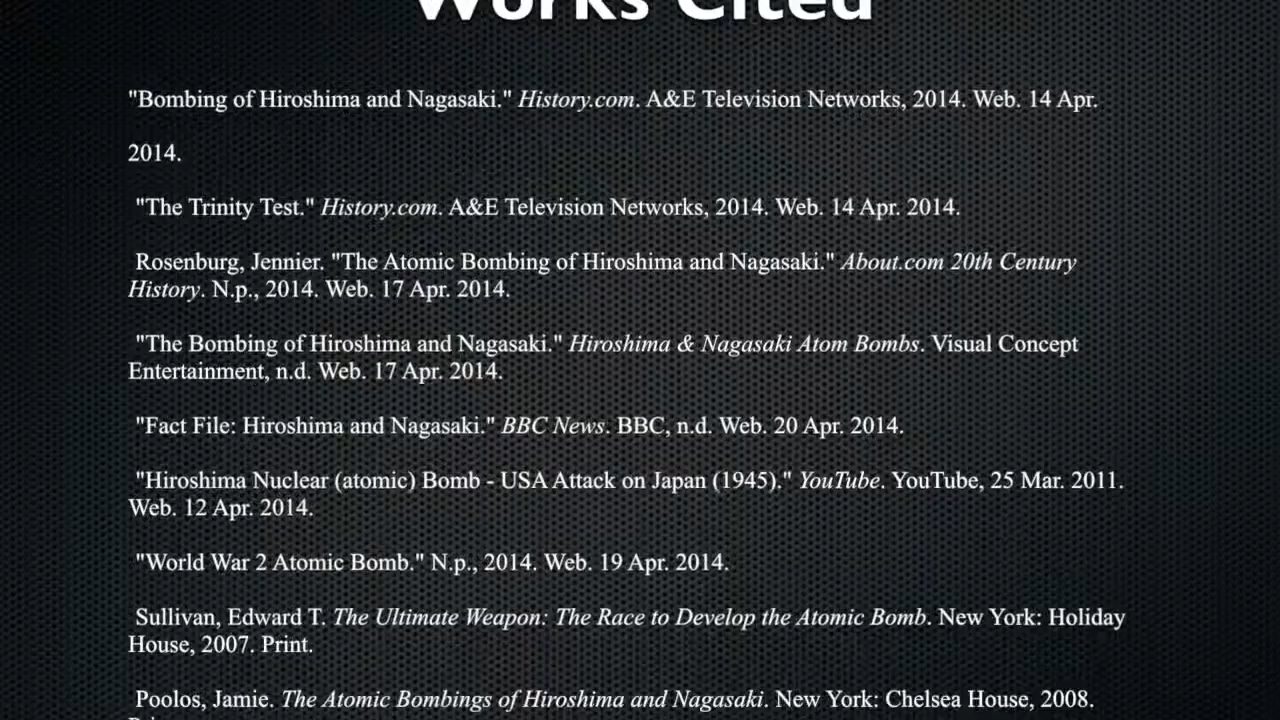 Works Cited
"Bombing of Hiroshima and Nagasaki." History.com. A&E Television Networks, 2014. Web. 14 Apr.
2014.
"The Trinity Test." History.com. A&E Television Networks, 2014. Web. 14 Apr. 2014.
Rosenburg, Jennier. "The Atomic Bombing of Hiroshima and Nagasaki." About.com 20th Century
History. N.p., 2014. Web. 17 Apr. 2014.
"The Bombing of Hiroshima and Nagasaki." Hiroshima & Nagasaki Atom Bombs. Visual Concept
Entertainment, n.d. Web. 17 Apr. 2014.
"Fact File: Hiroshima and Nagasaki." BBC News. BBC, n.d. Web. 20 Apr. 2014.
"Hiroshima Nuclear (atomic) Bomb - USA Attack on Japan (1945)." YouTube. YouTube, 25 Mar. 2011.
Web. 12 Apr. 2014.
"World War 2 Atomic Bomb." N.p., 2014. Web. 19 Apr. 2014.
Sullivan, Edward T. The Ultimate Weapon: The Race to Develop the Atomic Bomb. New York: Holiday
House, 2007. Print.
Poolos, Jamie. The Atomic Bombings of Hiroshima and Nagasaki. New York: Chelsea House, 2008.